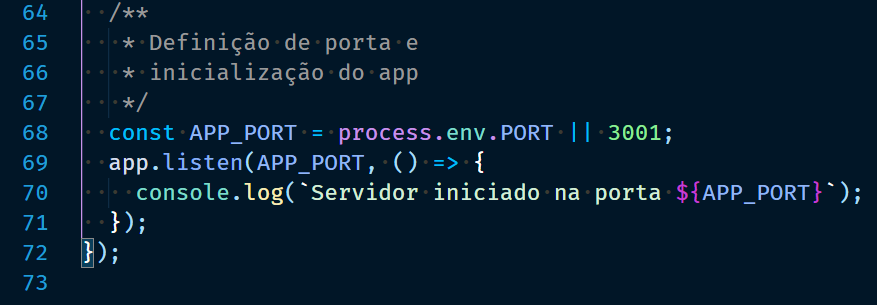 64 /**
65 * Definição de porta e
66 * inicialização do app
67 */
68 const APP_PORT = process.env.PORT || 3001;
69 app.listen(APP_PORT, () => {
70 console.log(`Servidor iniciado na porta ${APP_PORT}`);
71 });
72 });
73